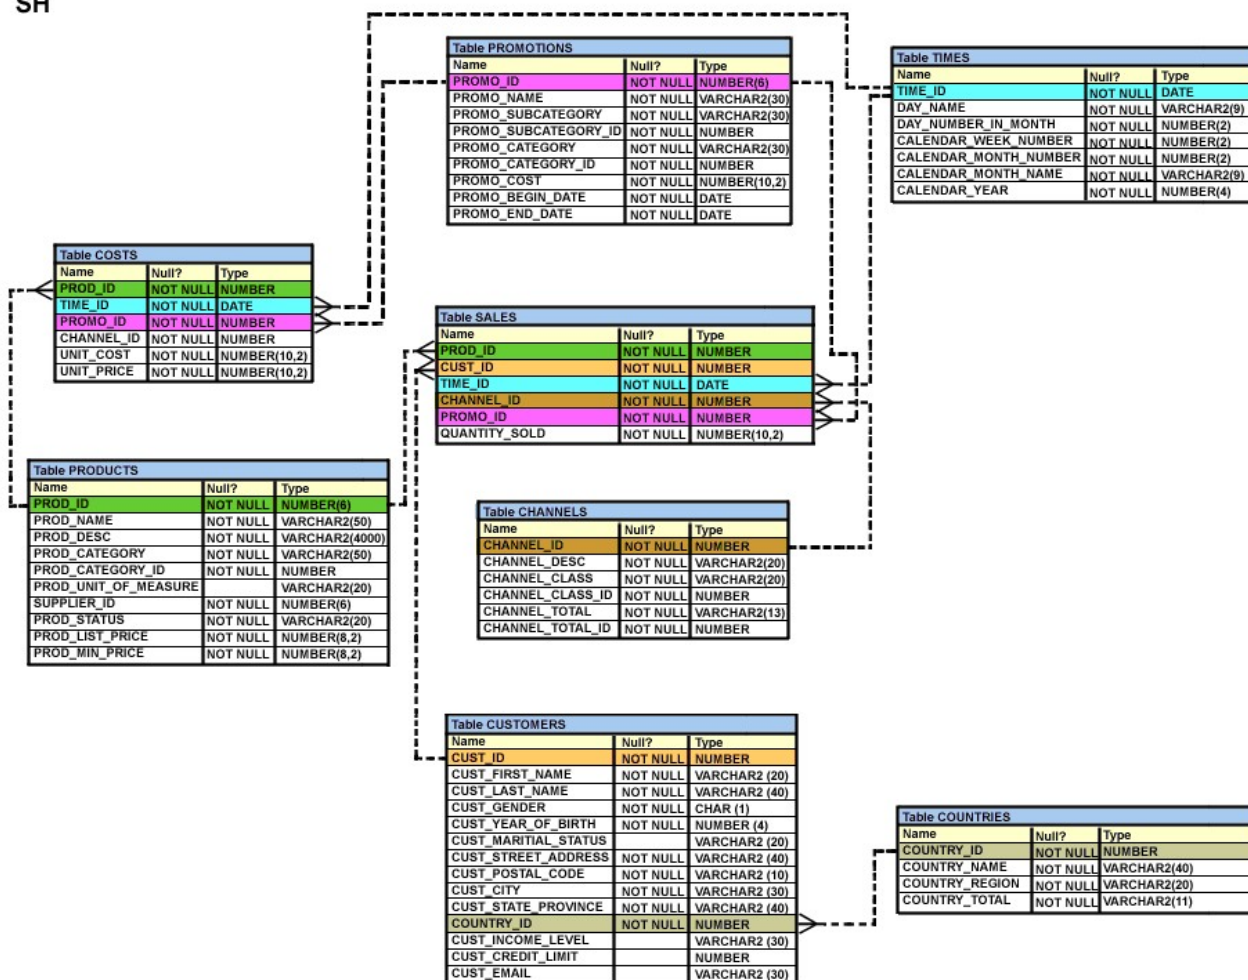 SH
Table PROMOTIONS
Name Null? Type
PROMO_ID NOT NULL NUMBER(6)
PROMO_NAME NOT NULL VARCHAR2(30)
PROMO_SUBCATEGORY NOT NULL VARCHAR2(30)
PROMO_SUBCATEGORY_ID NOT NULL NUMBER
PROMO_CATEGORY NOT NULL VARCHAR2(30)
PROMO_CATEGORY_ID NOT NULL NUMBER
PROMO_COST NOT NULL NUMBER(10,2)
PROMO_BEGIN_DATE NOT NULL DATE
PROMO_END_DATE NOT NULL DATE
Table TIMES
Name Null? Type
TIME_ID NOT NULL DATE
DAY_NAME NOT NULL VARCHAR2(9)
DAY_NUMBER_IN_MONTH NOT NULL NUMBER(2)
CALENDAR_WEEK_NUMBER NOT NULL NUMBER(2)
CALENDAR_MONTH_NUMBER NOT NULL NUMBER(2)
CALENDAR_MONTH_NAME NOT NULL VARCHAR2(9)
CALENDAR_YEAR NOT NULL NUMBER(4)
Table COSTS
Name Null? Type
PROD_ID NOT NULL NUMBER
TIME_ID NOT NULL DATE
PROMO_ID NOT NULL NUMBER
CHANNEL_ID NOT NULL NUMBER
UNIT_COST NOT NULL NUMBER(10,2)
UNIT_PRICE NOT NULL NUMBER(10,2)
Table SALES
Name Null? Type
PROD_ID NOT NULL NUMBER
CUST_ID NOT NULL NUMBER
TIME_ID NOT NULL DATE
CHANNEL_ID NOT NULL NUMBER
PROMO_ID NOT NULL NUMBER
QUANTITY_SOLD NOT NULL NUMBER(10,2)
Table PRODUCTS
Name Null? Type
PROD_ID NOT NULL NUMBER(6)
PROD_NAME NOT NULL VARCHAR2(50)
PROD_DESC NOT NULL VARCHAR2(4000)
PROD_CATEGORY NOT NULL VARCHAR2(50)
PROD_CATEGORY_ID NOT NULL NUMBER
PROD_UNIT_OF_MEASURE VARCHAR2(20)
SUPPLIER_ID NOT NULL NUMBER(6)
PROD_STATUS NOT NULL VARCHAR2(20)
PROD_LIST_PRICE NOT NULL NUMBER(8,2)
PROD_MIN_PRICE NOT NULL NUMBER(8,2)
Table CHANNELS
Name Null? Type
CHANNEL_ID NOT NULL NUMBER
CHANNEL_DESC NOT NULL VARCHAR2(20)
CHANNEL_CLASS NOT NULL VARCHAR2(20)
CHANNEL_CLASS_ID NOT NULL NUMBER
CHANNEL_TOTAL NOT NULL VARCHAR2(13)
CHANNEL_TOTAL_ID NOT NULL NUMBER
Table CUSTOMERS
Name Null? Type
CUST_ID NOT NULL NUMBER
CUST_FIRST_NAME NOT NULL VARCHAR2 (20)
CUST_LAST_NAME NOT NULL VARCHAR2 (40)
CUST_GENDER NOT NULL CHAR (1)
CUST_YEAR_OF_BIRTH NOT NULL NUMBER (4)
CUST_MARITIAL_STATUS VARCHAR2 (20)
CUST_STREET_ADDRESS NOT NULL VARCHAR2 (40)
CUST_POSTAL_CODE NOT NULL VARCHAR2 (10)
CUST_CITY NOT NULL VARCHAR2 (30)
CUST_STATE_PROVINCE NOT NULL VARCHAR2 (40)
COUNTRY_ID NOT NULL NUMBER
CUST_INCOME_LEVEL VARCHAR2 (30)
CUST_CREDIT_LIMIT NUMBER
CUST_EMAIL VARCHAR2 (30)
Table COUNTRIES
Name Null? Type
COUNTRY_ID NOT NULL NUMBER
COUNTRY_NAME NOT NULL VARCHAR2(40)
COUNTRY_REGION NOT NULL VARCHAR2(20)
COUNTRY_TOTAL NOT NULL VARCHAR2(11)